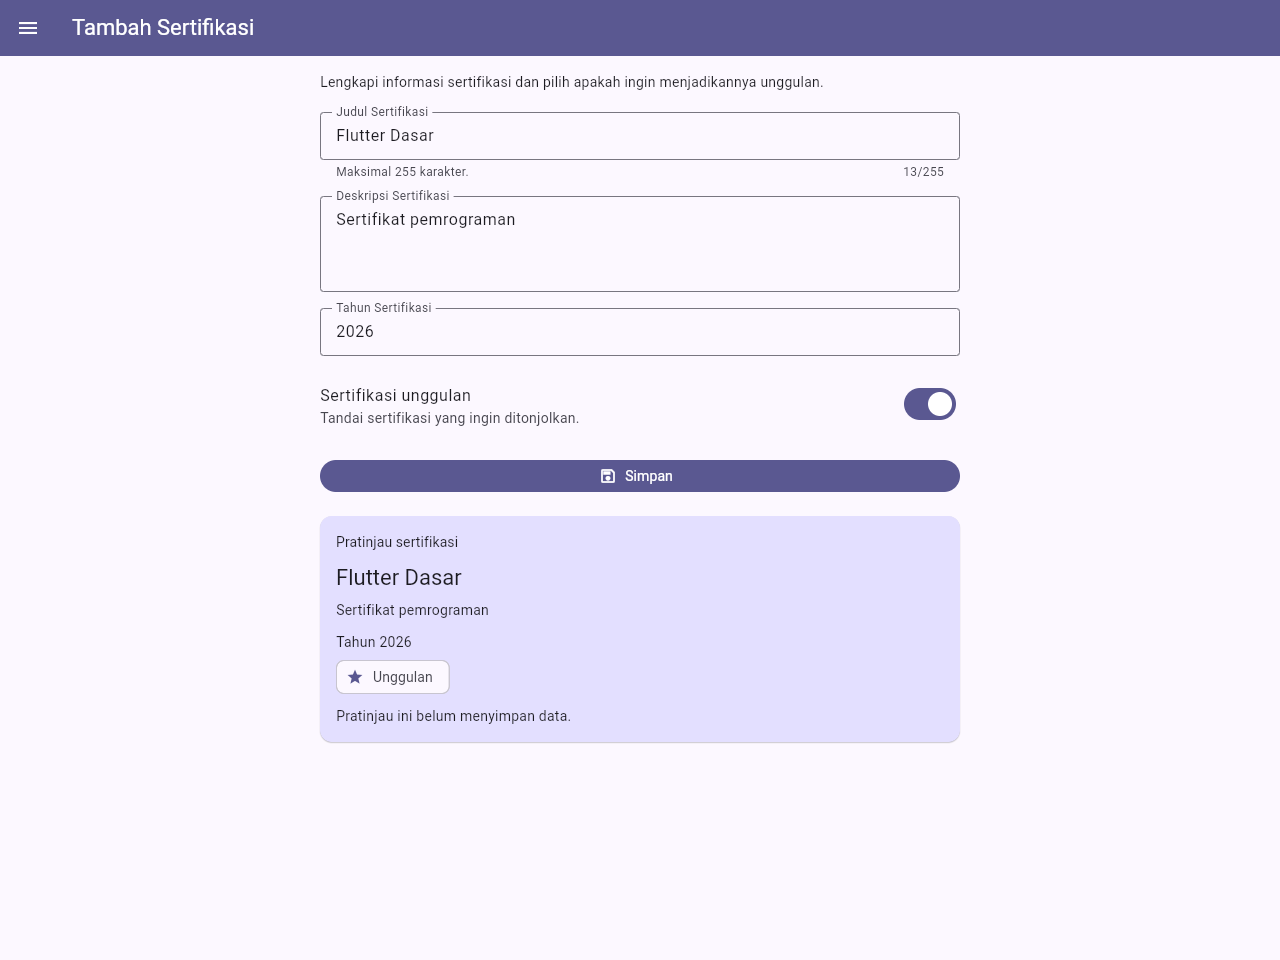 Tambah Sertifikasi
Lengkapi informasi sertifikasi dan pilih apakah ingin menjadikannya unggulan.
Judul Sertifikasi
Flutter Dasar
Maksimal 255 karakter. 13/255
Deskripsi Sertifikasi
Sertifikat pemrograman
Tahun Sertifikasi
2026
Sertifikasi unggulan
Tandai sertifikasi yang ingin ditonjolkan.
Simpan
Pratinjau sertifikasi
Flutter Dasar
Sertifikat pemrograman
Tahun 2026
Unggulan
Pratinjau ini belum menyimpan data.